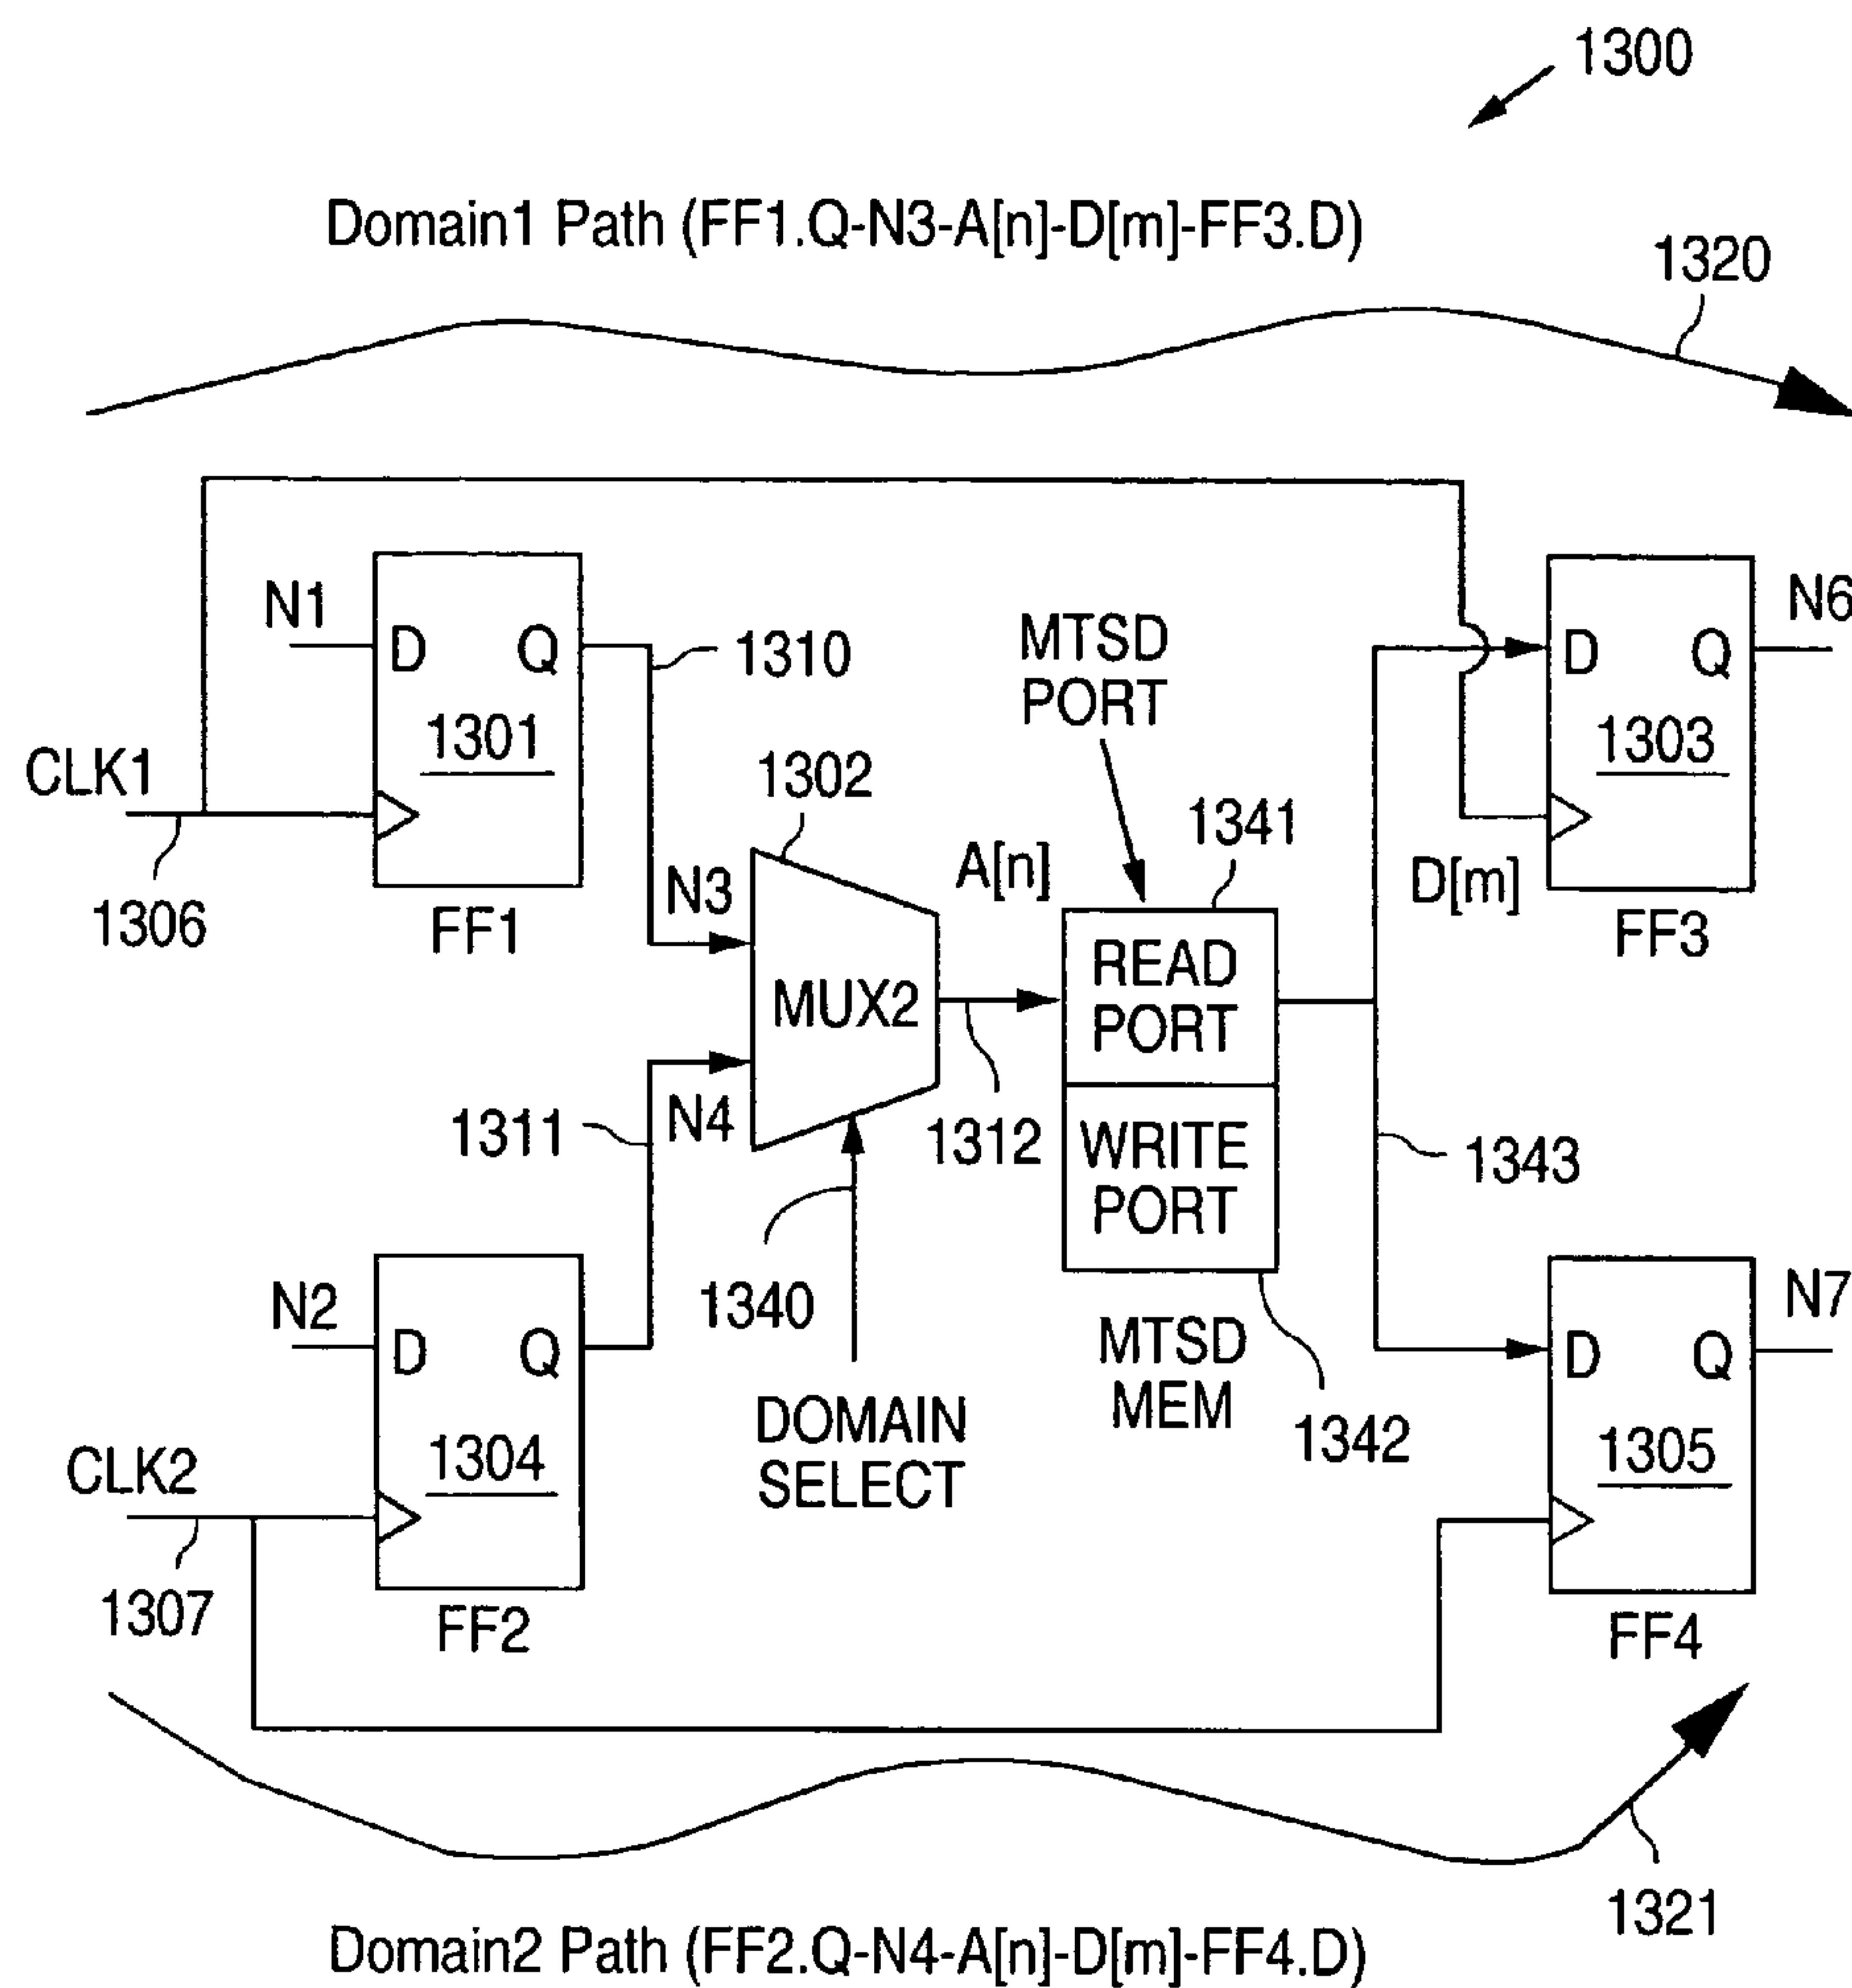 1300
Domain1 Path (FF1.Q-N3-A[n]-D[m]-FF3.D)
1320
N1
D Q
1301
FF1
1310
CLK1
1306
MTSD
PORT
D Q
1303
FF3
N6
1302
N3
MUX2
N4
A[n]
1341
READ
PORT
WRITE
PORT
D[m]
1311
1312
1343
1340
DOMAIN
SELECT
MTSD
MEM
1342
N2
D Q
1304
FF2
CLK2
1307
D Q
1305
FF4
N7
1321
Domain2 Path (FF2.Q-N4-A[n]-D[m]-FF4.D)